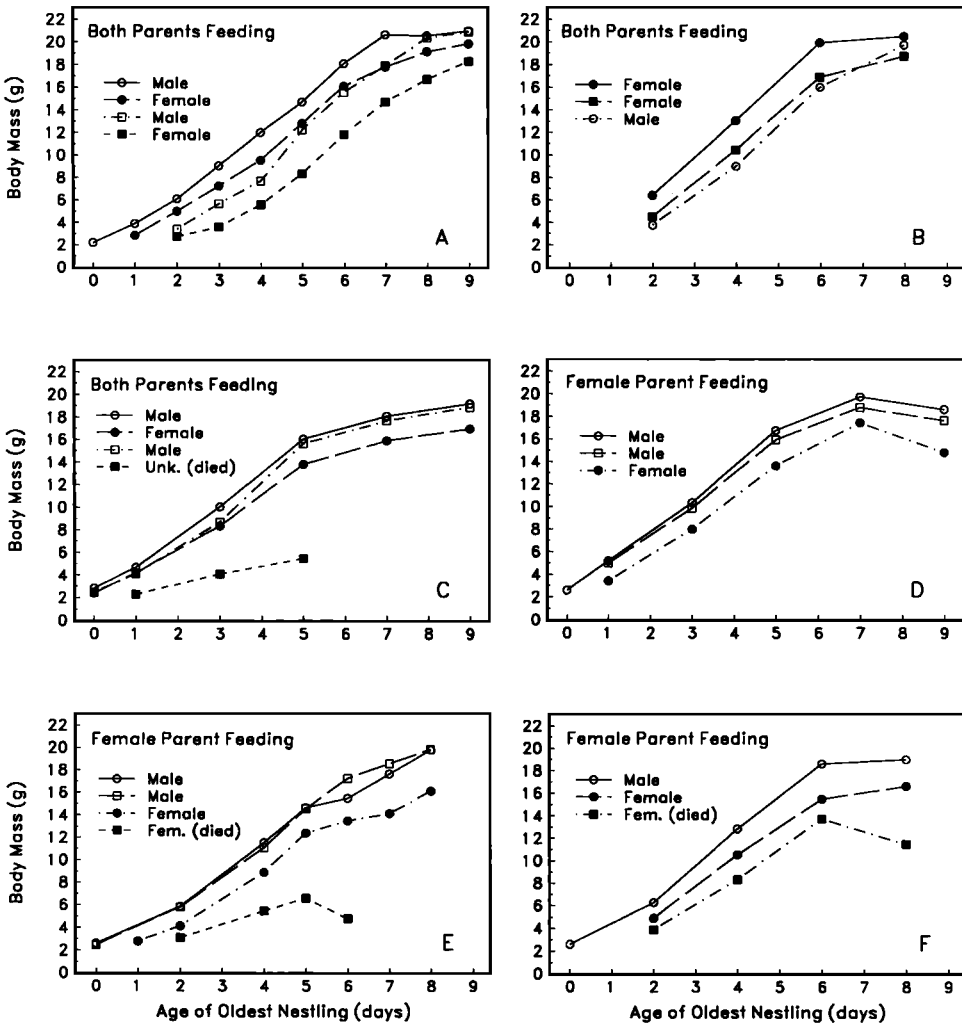 Both Parents Feeding
Male
Female
Male
Female
A
Body Mass (g)
22
20
18
16
14
12
10
8
6
4
2
0
0 1 2 3 4 5 6 7 8 9
Both Parents Feeding
Female
Female
Male
B
22
20
18
16
14
12
10
8
6
4
2
0
0 1 2 3 4 5 6 7 8 9
Both Parents Feeding
Male
Female
Male
Unk. (died)
C
Body Mass (g)
22
20
18
16
14
12
10
8
6
4
2
0
0 1 2 3 4 5 6 7 8 9
Female Parent Feeding
Male
Male
Female
D
22
20
18
16
14
12
10
8
6
4
2
0
0 1 2 3 4 5 6 7 8 9
Female Parent Feeding
Male
Male
Female
Fem. (died)
E
Body Mass (g)
22
20
18
16
14
12
10
8
6
4
2
0
0 1 2 3 4 5 6 7 8 9
Age of Oldest Nestling (days)
Female Parent Feeding
Male
Female
Fem. (died)
F
22
20
18
16
14
12
10
8
6
4
2
0
0 1 2 3 4 5 6 7 8 9
Age of Oldest Nestling (days)